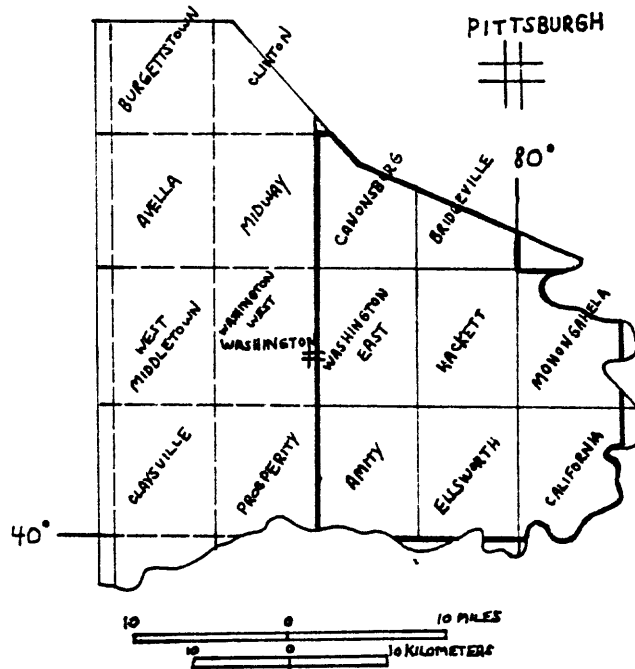 PITTSBURGH
BURGETTSTOWN
CLINTON
80°
AVELLA
MIDWAY
CANONSBURG
BRIDGEVILLE
WEST
MIDDLETOWN
WASHINGTON
WEST
WASHINGTON
WASHINGTON
EAST
HACKETT
MONONGAHELA
CLAYSVILLE
PROSPERITY
AMITY
ELLSWORTH
CALIFORNIA
40°
10 0 10 MILES
10 0 10 KILOMETERS